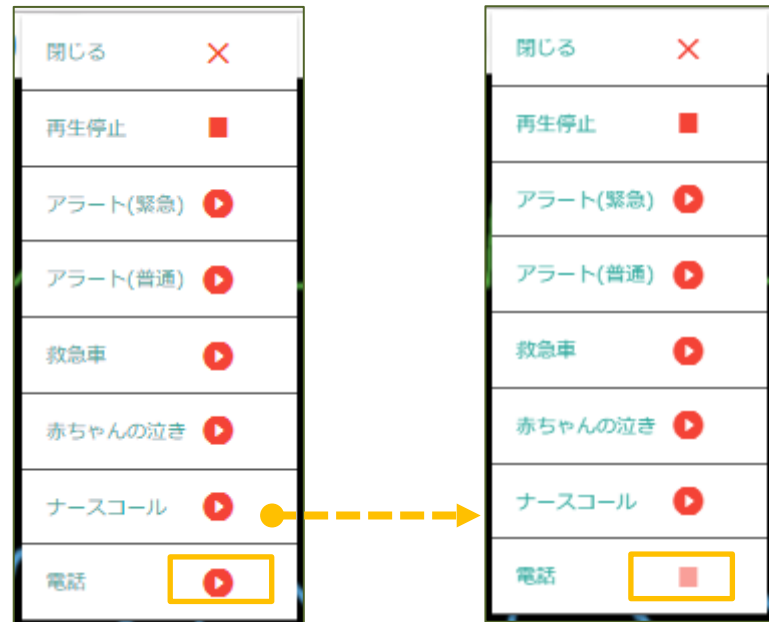 閉じる
再生停止
アラート(緊急)
アラート(普通)
救急車
赤ちゃんの泣き
ナースコール
電話
閉じる
再生停止
アラート(緊急)
アラート(普通)
救急車
赤ちゃんの泣き
ナースコール
電話